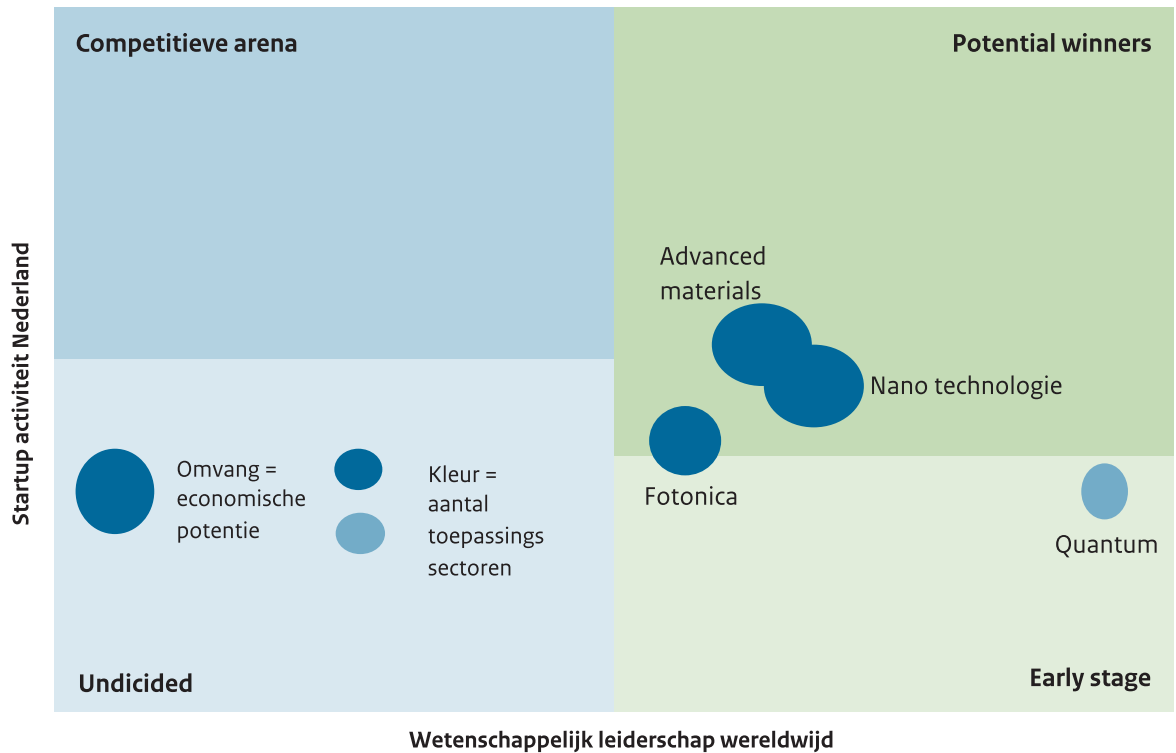 Competitieve arena
Potential winners
Startup activiteit Nederland
Advanced
materials
Nano technologie
Fotonica
Quantum
Omvang =
economische
potentie
Kleur =
aantal
toepassings
sectoren
Undicided
Early stage
Wetenschappelijk leiderschap wereldwijd